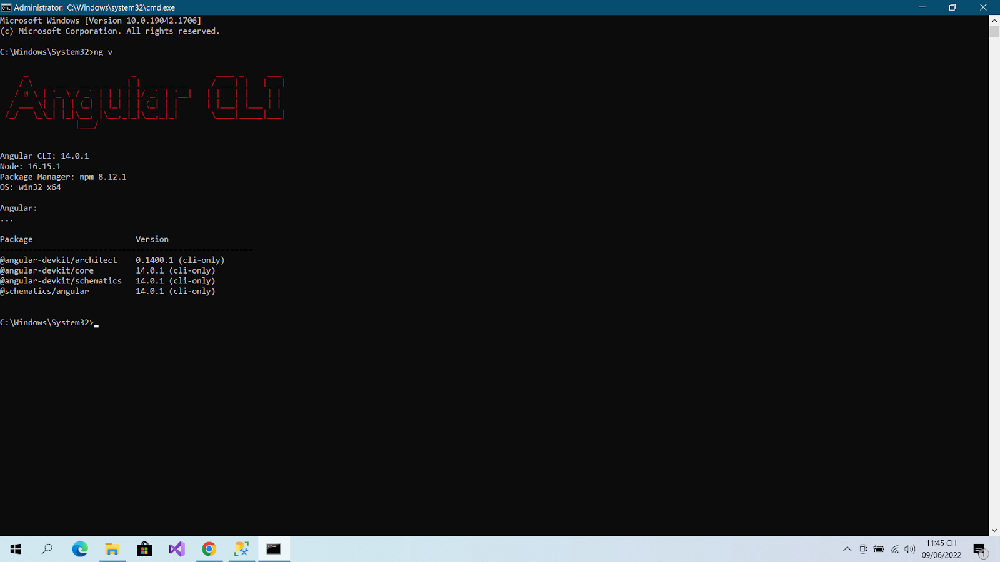 Administrator: C:\Windows\system32\cmd.exe
Microsoft Windows [Version 10.0.19042.1706]
(c) Microsoft Corporation. All rights reserved.
C:\Windows\System32>ng v
Angular CLI
Angular CLI: 14.0.1
Node: 16.15.1
Package Manager: npm 8.12.1
OS: win32 x64
Angular:
...
Package Version
------------------------------------------------------
@angular-devkit/architect 0.1400.1 (cli-only)
@angular-devkit/core 14.0.1 (cli-only)
@angular-devkit/schematics 14.0.1 (cli-only)
@schematics/angular 14.0.1 (cli-only)
C:\Windows\System32>
11:45 CH
09/06/2022
1